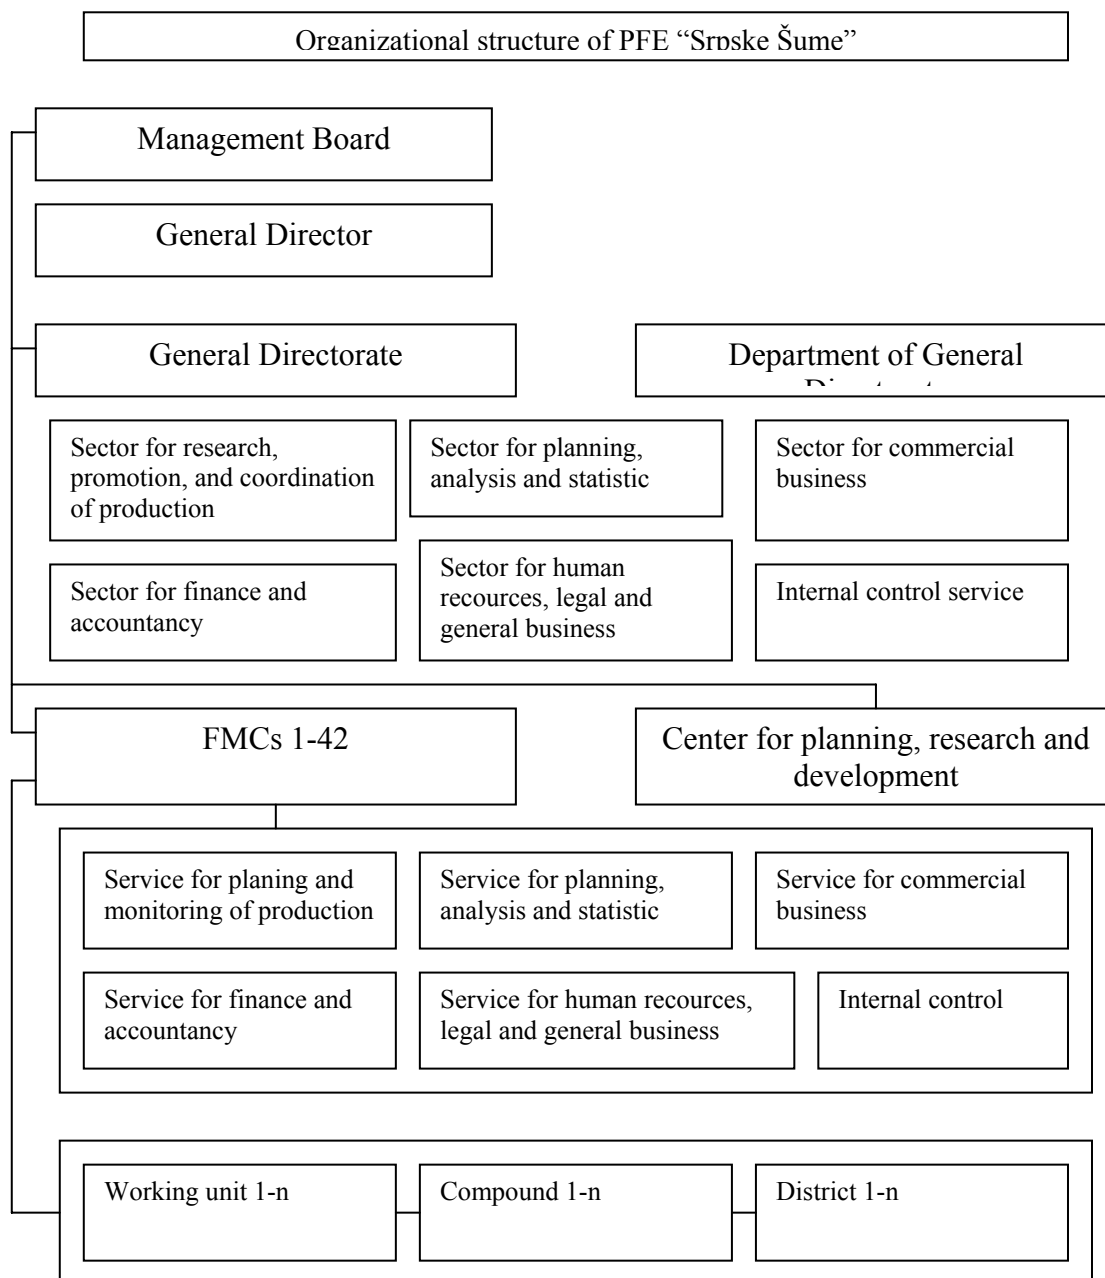 Organizational structure of PFE “Srpske Šume”
Management Board
General Director
General Directorate
Department of General
Sector for research,
promotion, and coordination
of production
Sector for planning,
analysis and statistic
Sector for commercial
business
Sector for finance and
accountancy
Sector for human
recources, legal and
general business
Internal control service
FMCs 1-42
Center for planning, research and
development
Service for planing and
monitoring of production
Service for planning,
analysis and statistic
Service for commercial
business
Service for finance and
accountancy
Service for human recources,
legal and general business
Internal control
Working unit 1-n
Compound 1-n
District 1-n